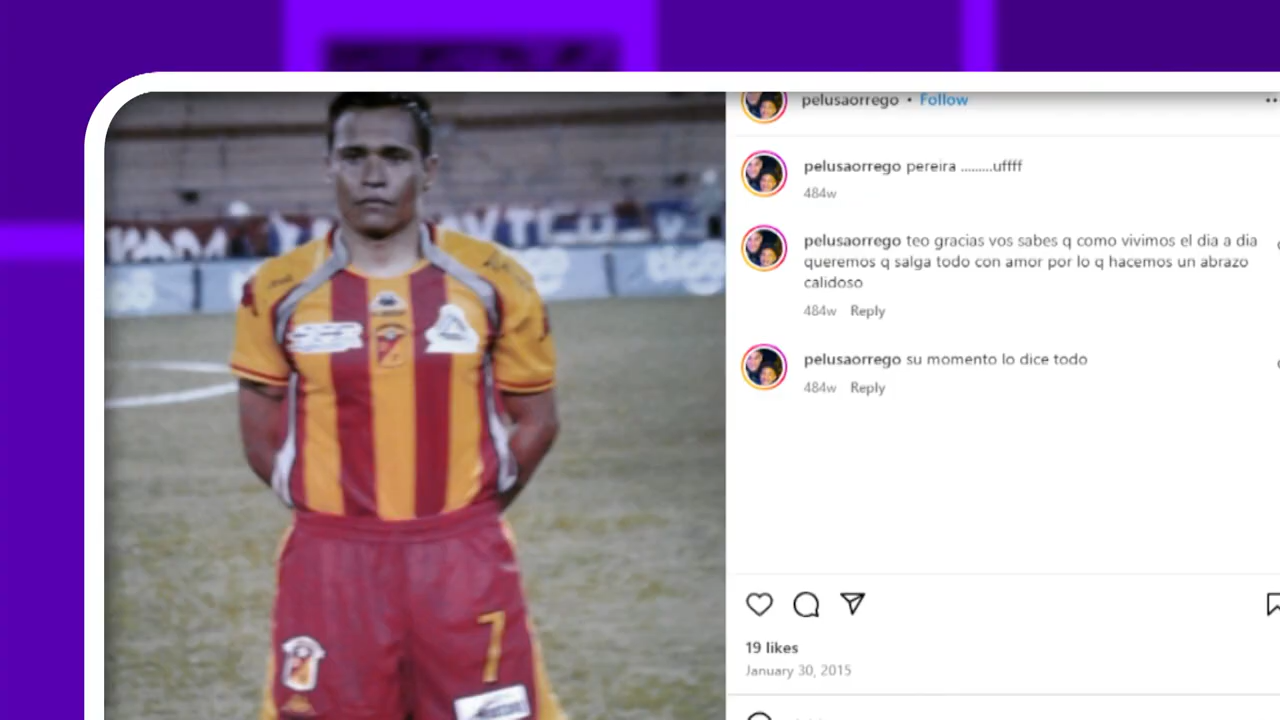 pelusaorrego • Follow
pelusaorrego pereira .........uffff
484w
pelusaorrego teo gracias vos sabes q como vivimos el dia a dia
queremos q salga todo con amor por lo q hacemos un abrazo
calidoso
484w Reply
pelusaorrego su momento lo dice todo
484w Reply
19 likes
January 30, 2015
7